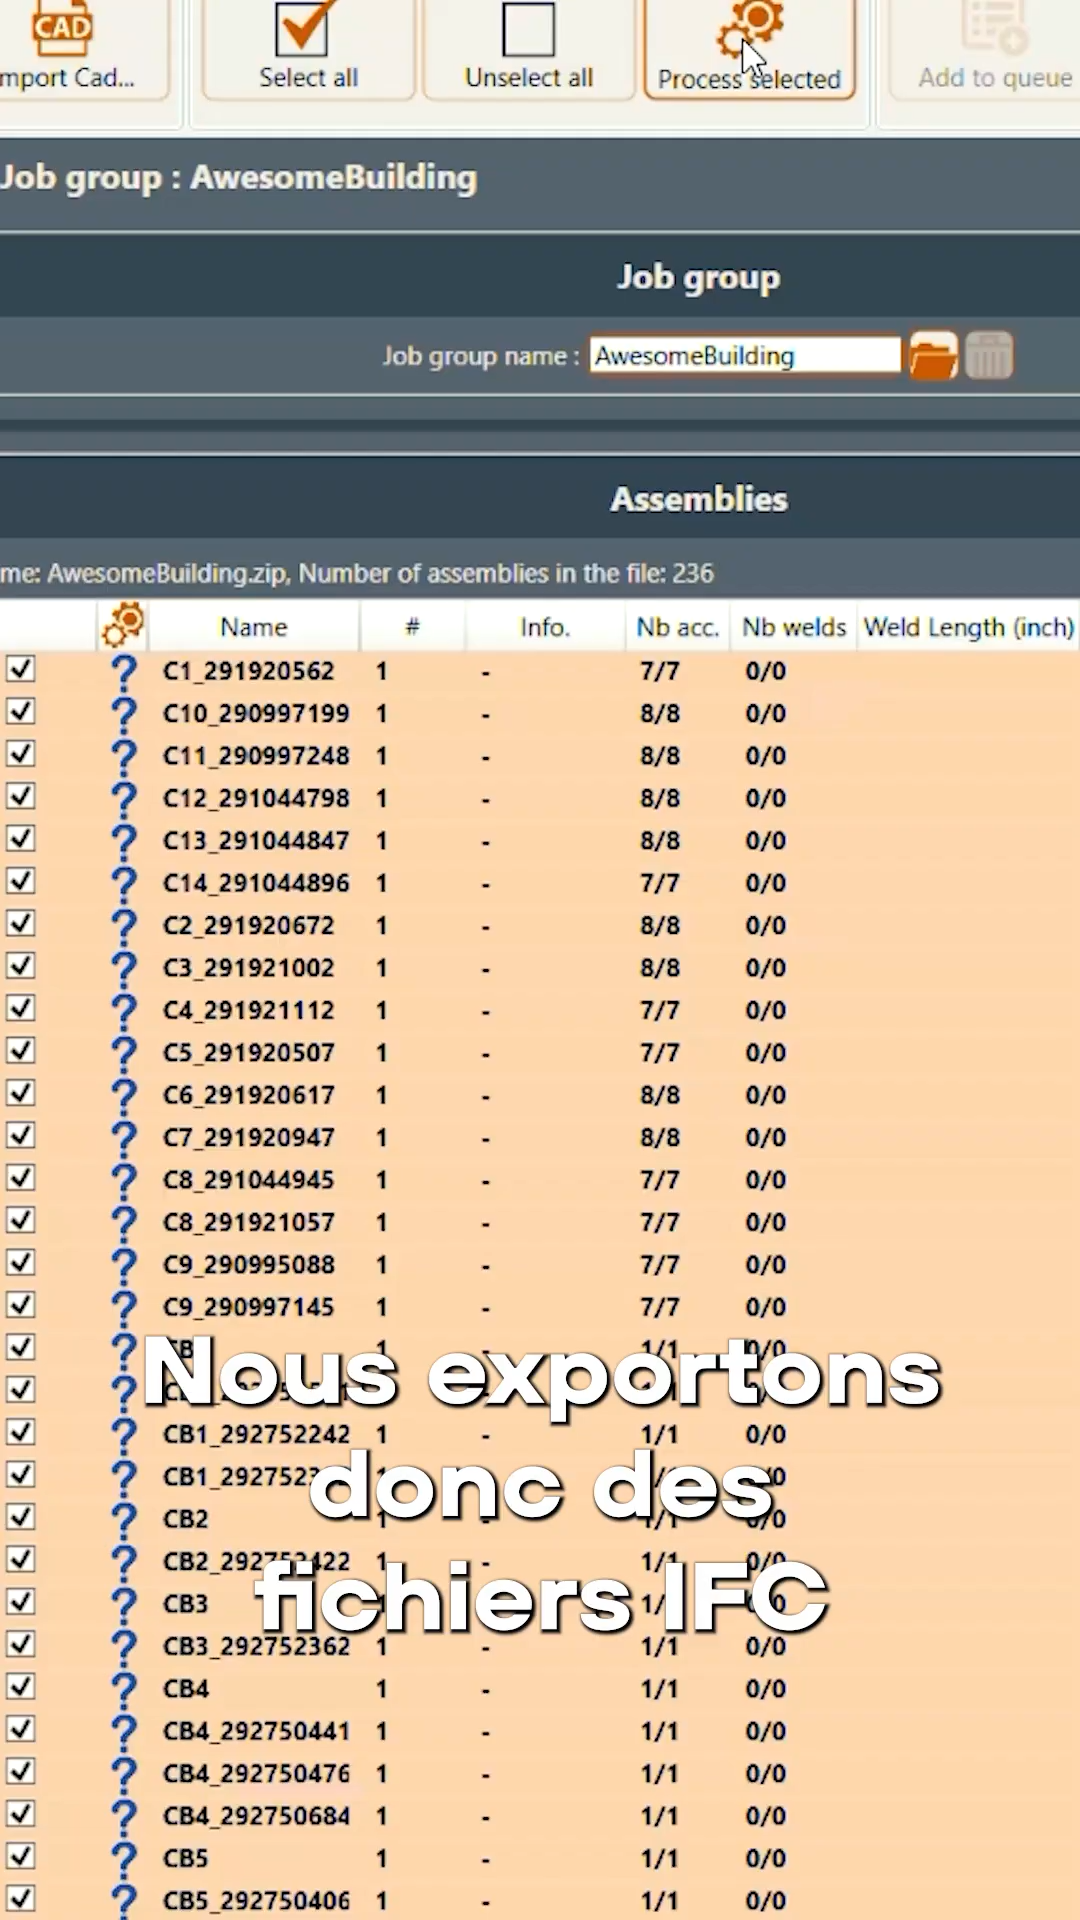 CAD
mport Cad...
Select all
Unselect all
Process selected
Add to queue
Job group : AwesomeBuilding
Job group
Job group name : AwesomeBuilding
Assemblies
me: AwesomeBuilding.zip, Number of assemblies in the file: 236
Name # Info. Nb acc. Nb welds Weld Length (inch)
? C1_291920562 1 - 7/7 0/0
? C10_290997199 1 - 8/8 0/0
? C11_290997248 1 - 8/8 0/0
? C12_291044798 1 - 8/8 0/0
? C13_291044847 1 - 8/8 0/0
? C14_291044896 1 - 7/7 0/0
? C2_291920672 1 - 8/8 0/0
? C3_291921002 1 - 8/8 0/0
? C4_291921112 1 - 7/7 0/0
? C5_291920507 1 - 7/7 0/0
? C6_291920617 1 - 8/8 0/0
? C7_291920947 1 - 8/8 0/0
? C8_291044945 1 - 7/7 0/0
? C8_291921057 1 - 7/7 0/0
? C9_290995088 1 - 7/7 0/0
? C9_290997145 1 - 7/7 0/0
? 1/1
?
? CB1_292752242 1 - 1/1 0/0
?
? CB2
? 1/1
? CB3
? CB3_292752362 1 - 1/1 0/0
? CB4 1 - 1/1 0/0
? CB4_292750441 1 - 1/1 0/0
? CB4_292750476 1 - 1/1 0/0
? CB4_292750684 1 - 1/1 0/0
? CB5 1 - 1/1 0/0
? CB5_292750406 1 - 1/1 0/0
Nous exportons
donc des
fichiers IFC